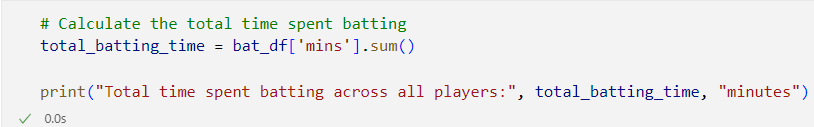 # Calculate the total time spent batting
total_batting_time = bat_df['mins'].sum()
print("Total time spent batting across all players:", total_batting_time, "minutes")
0.0s